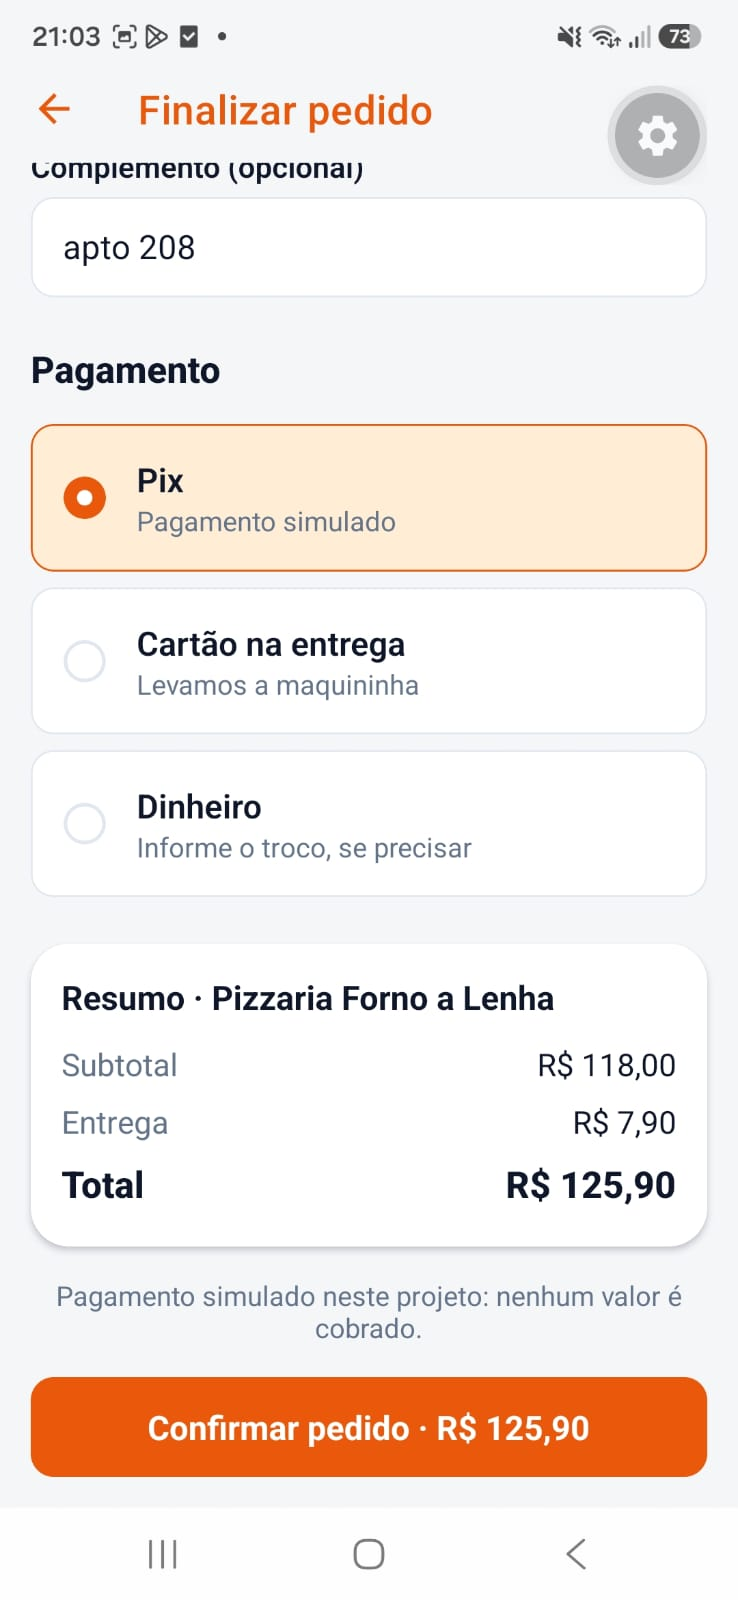 21:03
73
Finalizar pedido
Complemento (opcional)
apto 208
Pagamento
Pix
Pagamento simulado
Cartão na entrega
Levamos a maquininha
Dinheiro
Informe o troco, se precisar
Resumo · Pizzaria Forno a Lenha
Subtotal R$ 118,00
Entrega R$ 7,90
Total R$ 125,90
Pagamento simulado neste projeto: nenhum valor é
cobrado.
Confirmar pedido · R$ 125,90